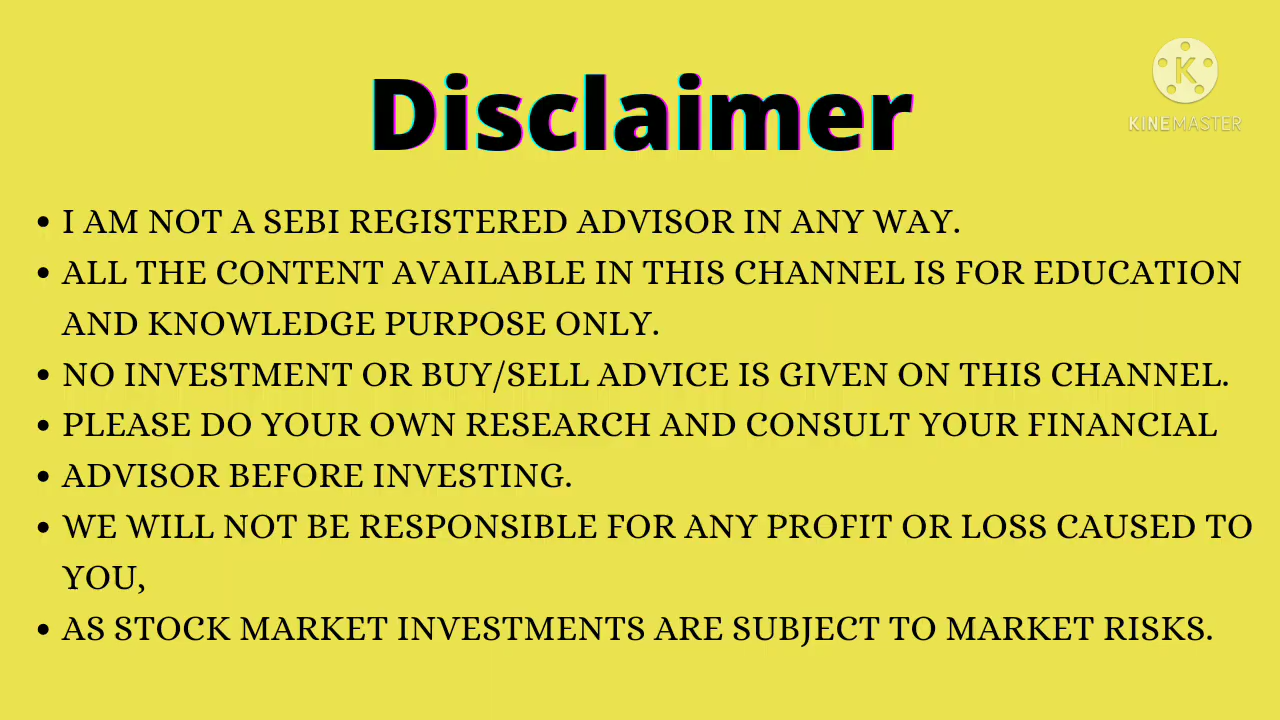 Disclaimer
KINEMASTER
• I AM NOT A SEBI REGISTERED ADVISOR IN ANY WAY.
• ALL THE CONTENT AVAILABLE IN THIS CHANNEL IS FOR EDUCATION
AND KNOWLEDGE PURPOSE ONLY.
• NO INVESTMENT OR BUY/SELL ADVICE IS GIVEN ON THIS CHANNEL.
• PLEASE DO YOUR OWN RESEARCH AND CONSULT YOUR FINANCIAL
• ADVISOR BEFORE INVESTING.
• WE WILL NOT BE RESPONSIBLE FOR ANY PROFIT OR LOSS CAUSED TO
YOU,
• AS STOCK MARKET INVESTMENTS ARE SUBJECT TO MARKET RISKS.